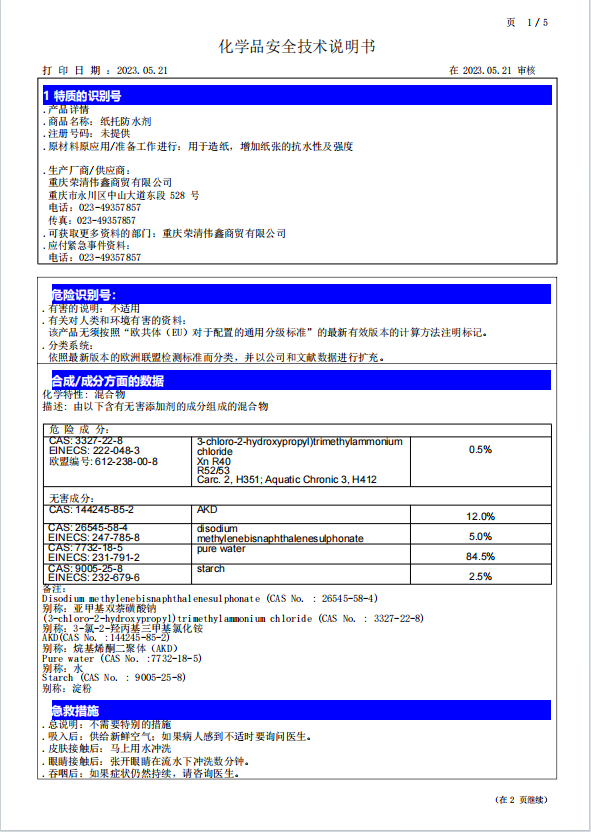 页 1/5
化学品安全技术说明书
打 印 日 期 ：2023.05.21 在 2023.05.21 审核
1 特质的识别号
.产品详情
.商品名称：纸托防水剂
.注册号码：未提供
.原材料原应用/准备工作进行：用于造纸，增加纸张的抗水性及强度
.生产厂商/供应商：
重庆荣清伟鑫商贸有限公司
重庆市永川区中山大道东段 528 号
电话：023-49357857
传真：023-49357857
.可获取更多资料的部门：重庆荣清伟鑫商贸有限公司
.应付紧急事件资料：
电话：023-49357857
危险识别号：
.有害的说明：不适用
.有关对人类和环境有害的资料：
该产品无须按照“欧共体（EU）对于配置的通用分级标准”的最新有效版本的计算方法注明标记。
.分类系统：
依照最新版本的欧洲联盟检测标准而分类，并以公司和文献数据进行扩充。
合成/成分方面的数据
化学特性：混合物
描述：由以下含有无害添加剂的成分组成的混合物
危 险 成 分：
CAS: 3327-22-8
EINECS: 222-048-3
欧盟编号: 612-238-00-8
3-chloro-2-hydroxypropyl)trimethylammonium
chloride
Xn R40
R52/53
Carc. 2, H351; Aquatic Chronic 3, H412
0.5%
无害成分：
CAS: 144245-85-2 AKD 12.0%
CAS: 26545-58-4
EINECS: 247-785-8
disodium
methylenebisnaphthalenesulphonate
5.0%
CAS: 7732-18-5
EINECS: 231-791-2
pure water
84.5%
CAS: 9005-25-8
EINECS: 232-679-6
starch
2.5%
备注：
Disodium methylenebisnaphthalenesulphonate (CAS No. : 26545-58-4)
别称：亚甲基双萘磺酸钠
(3-chloro-2-hydroxypropyl)trimethylammonium chloride (CAS No. : 3327-22-8)
别称：3-氯-2-羟丙基三甲基氯化铵
AKD(CAS No. :144245-85-2)
别称：烷基烯酮二聚体（AKD）
Pure water (CAS No. :7732-18-5)
别称：水
Starch (CAS No. : 9005-25-8)
别称：淀粉
急救措施
.总说明：不需要特别的措施
.吸入后：供给新鲜空气；如果病人感到不适时要询问医生。
.皮肤接触后：马上用水冲洗
.眼睛接触后：张开眼睛在流水下冲洗数分钟。
.吞咽后：如果症状仍然持续，请咨询医生。
（在 2 页继续）